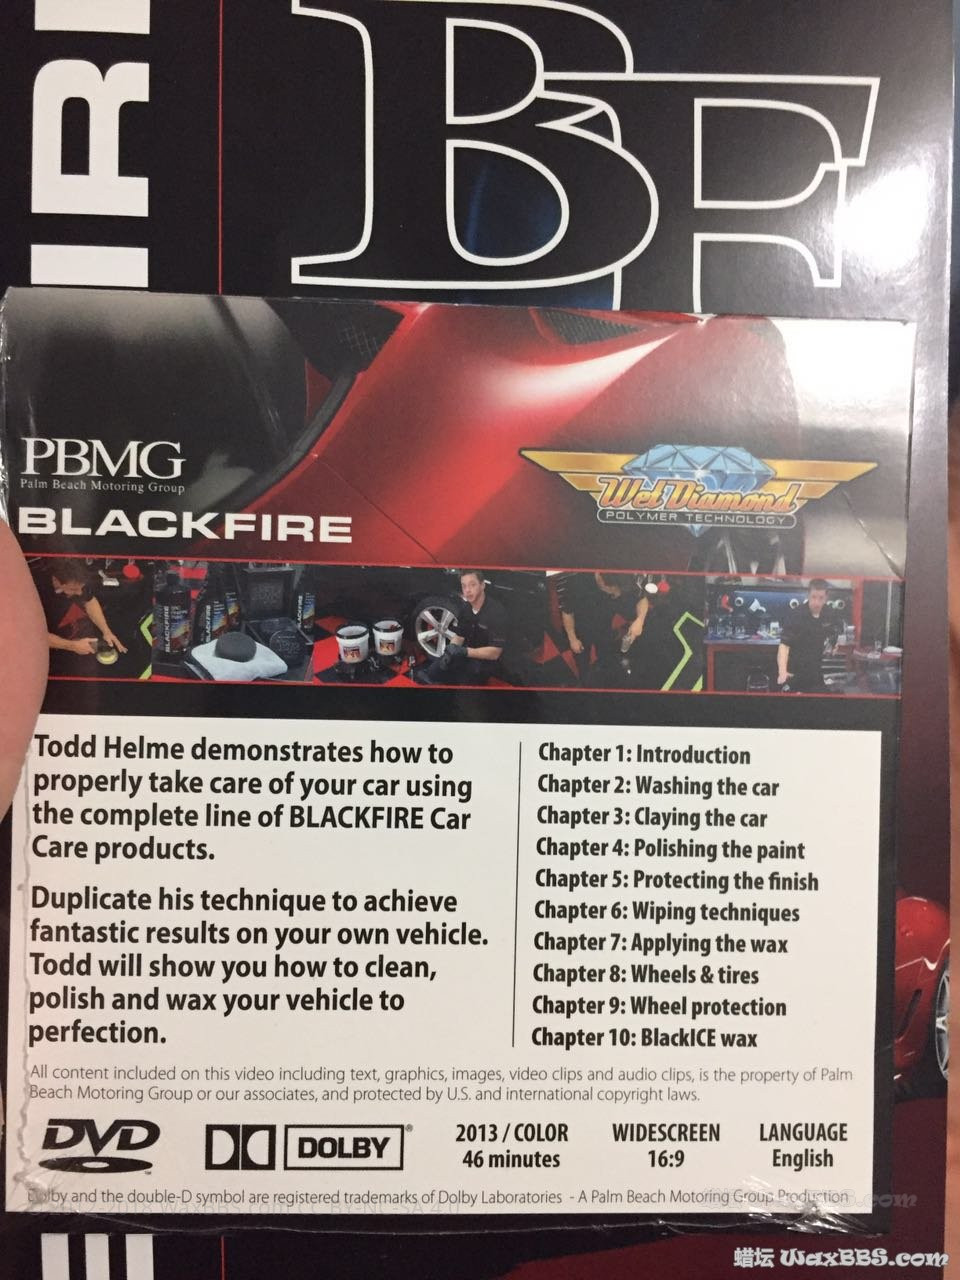 BF
PBMG
Palm Beach Motoring Group
BLACKFIRE
Wet Diamond
POLYMER TECHNOLOGY
Todd Helme demonstrates how to
properly take care of your car using
the complete line of BLACKFIRE Car
Care products.
Duplicate his technique to achieve
fantastic results on your own vehicle.
Todd will show you how to clean,
polish and wax your vehicle to
perfection.
Chapter 1: Introduction
Chapter 2: Washing the car
Chapter 3: Claying the car
Chapter 4: Polishing the paint
Chapter 5: Protecting the finish
Chapter 6: Wiping techniques
Chapter 7: Applying the wax
Chapter 8: Wheels & tires
Chapter 9: Wheel protection
Chapter 10: BlackICE wax
All content included on this video including text, graphics, images, video clips and audio clips, is the property of Palm
Beach Motoring Group or our associates, and protected by U.S. and international copyright laws.
DVD
DOLBY®
2013 / COLOR
46 minutes
WIDESCREEN
16:9
LANGUAGE
English
Dolby and the double-D symbol are registered trademarks of Dolby Laboratories - A Palm Beach Motoring Group Production
蜡坛 WaxBBS.com